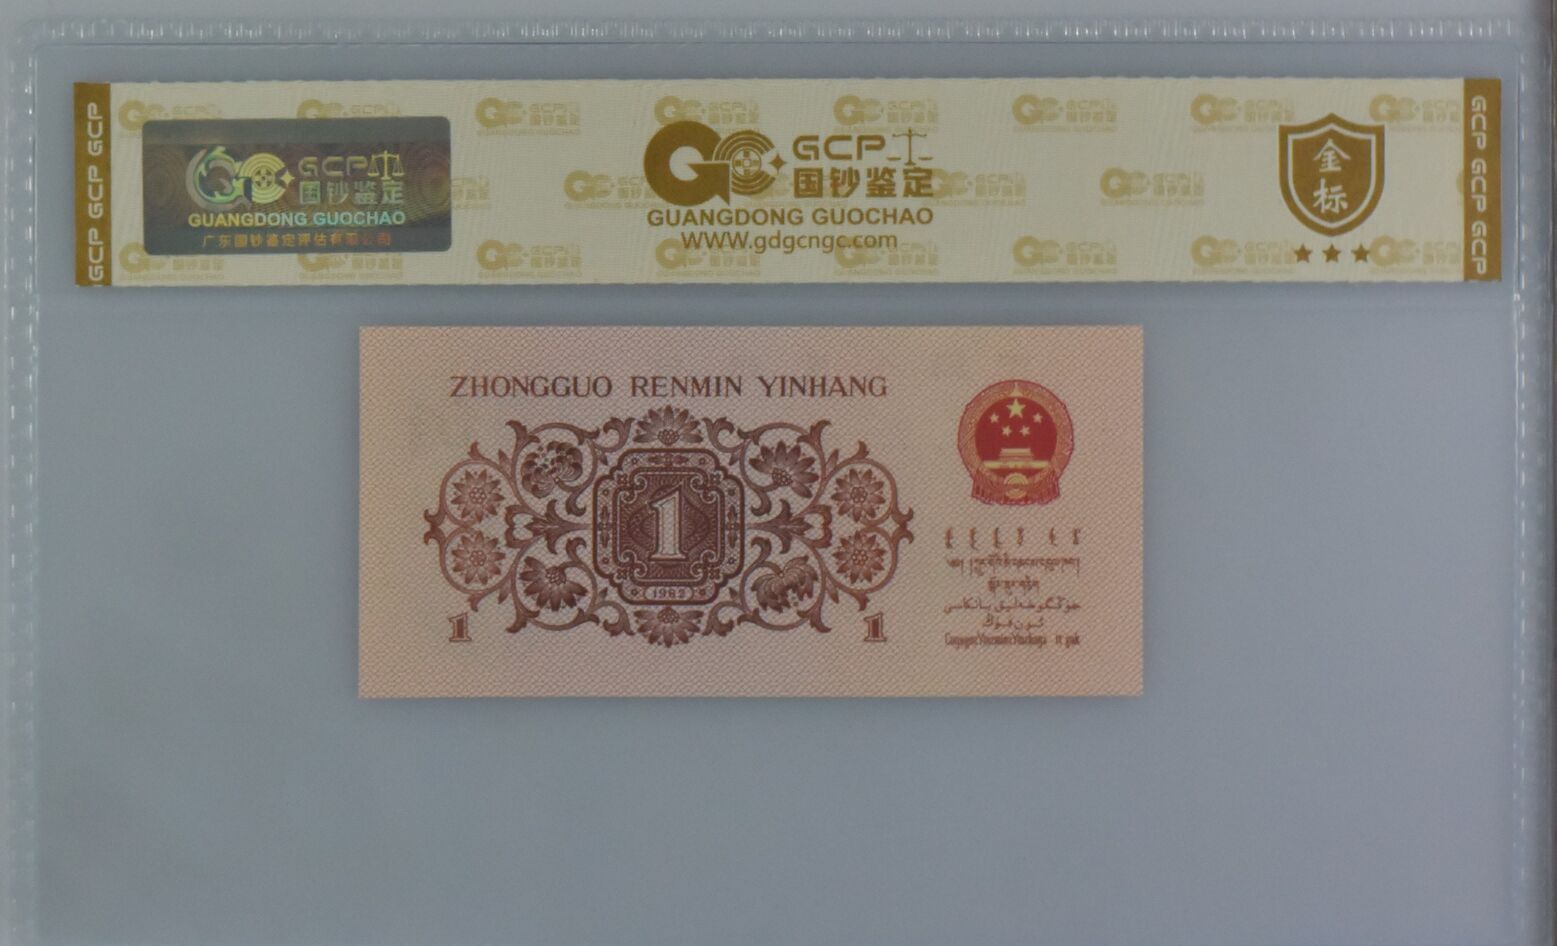 GCP GCP GCP
GCP
国钞鉴定
GUANGDONG GUOCHAO
广东国钞鉴定评估有限公司
GCP
国钞鉴定
GUANGDONG GUOCHAO
WWW.gdgcngc.com
金
标
GCP GCP GCP
ZHONGGUO RENMIN YINHANG
1
1962
1
1